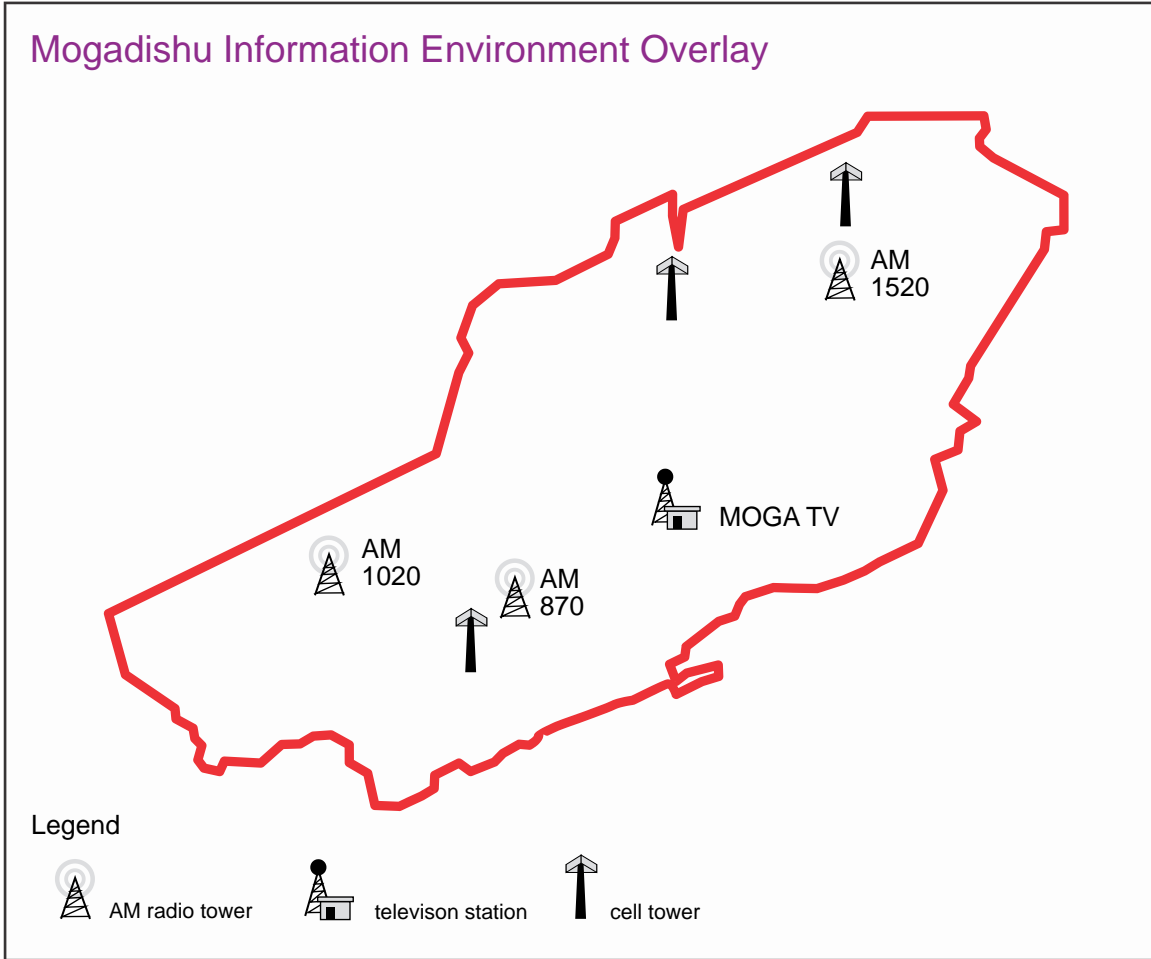 Mogadishu Information Environment Overlay
AM
1520
MOGA TV
AM
1020
AM
870
Legend
AM radio tower
televison station
cell tower